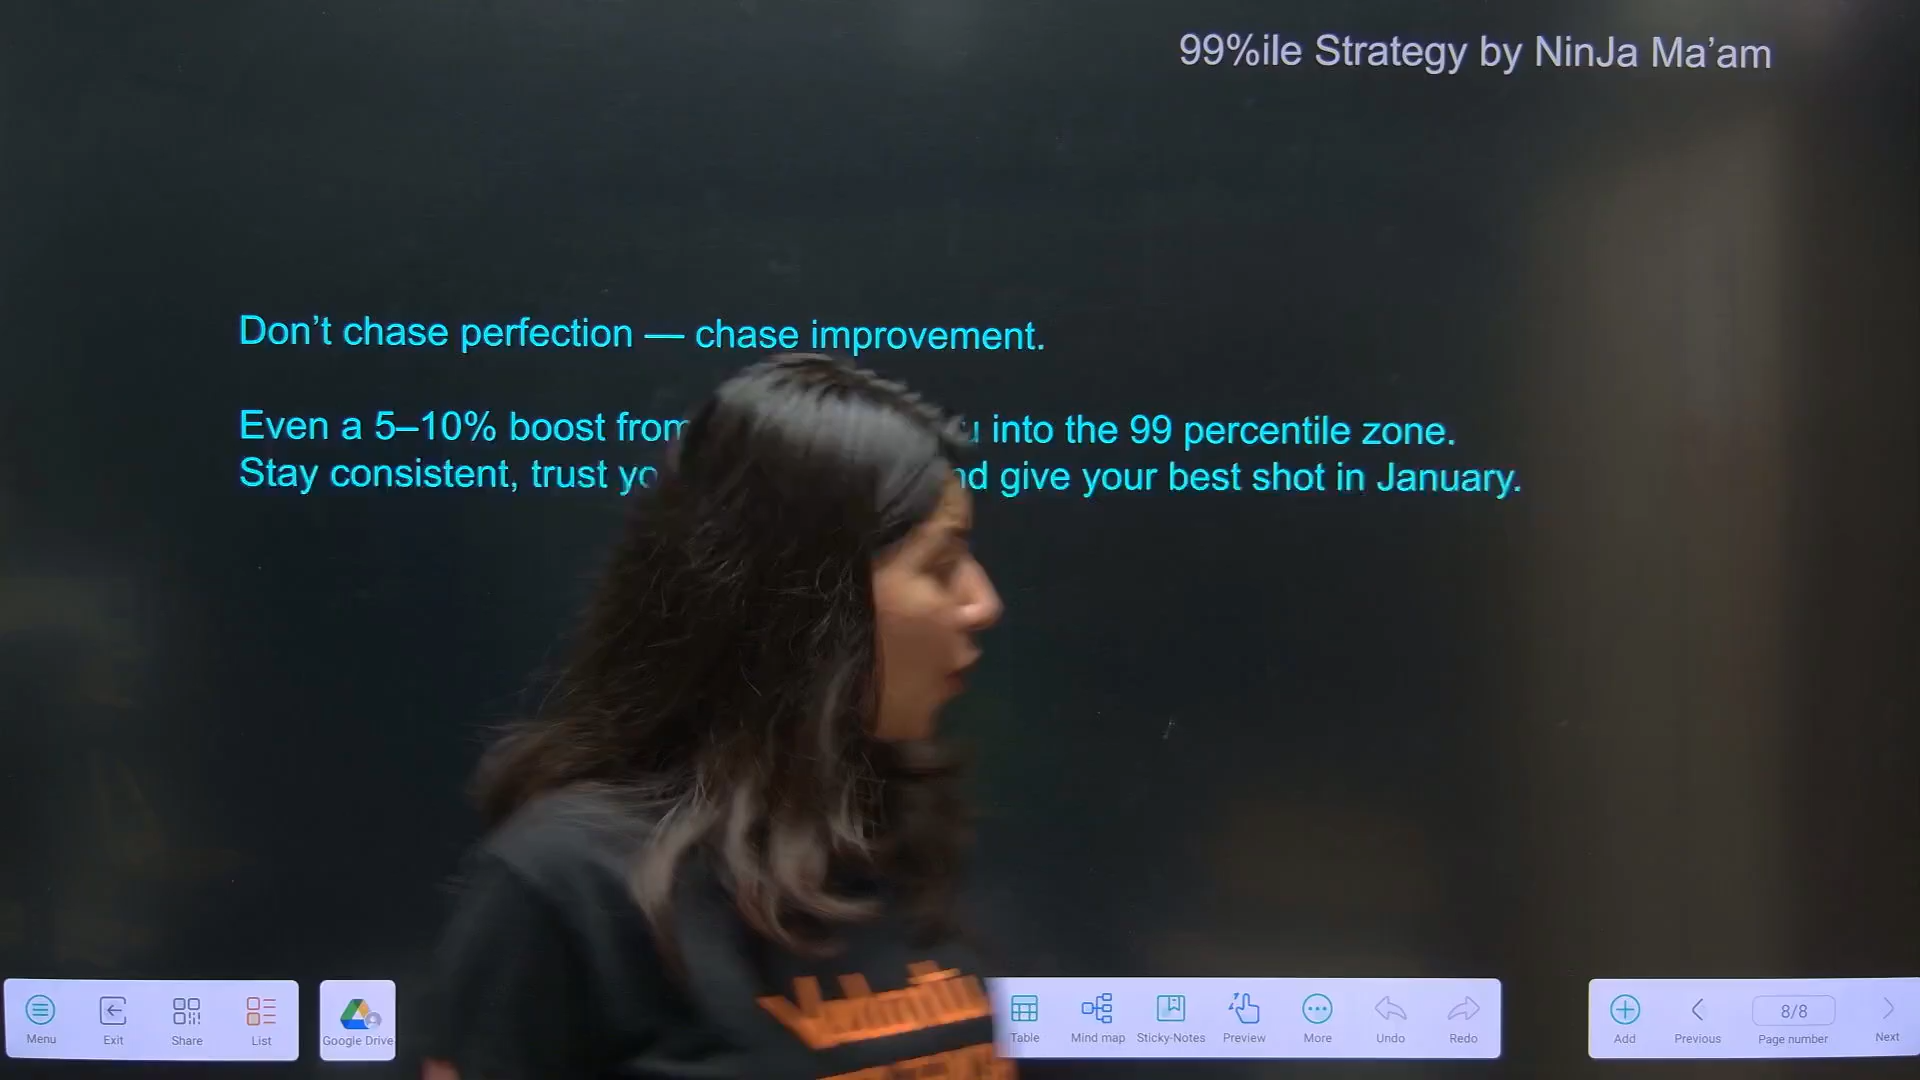 99%ile Strategy by NinJa Ma’am
Don’t chase perfection — chase improvement.
Even a 5–10% boost from into the 99 percentile zone.
Stay consistent, trust give your best shot in January.
Menu
Exit
Share
List
Google Drive
Table
Mind map
Sticky-Notes
Preview
More
Undo
Redo
Add
Previous
8/8
Page number
Next